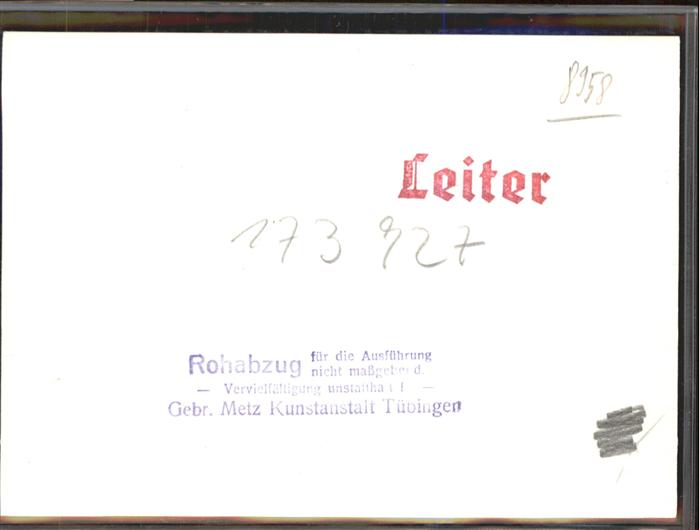 8958
Leiter
173 927
Rohabzug für die Ausführung
nicht maßgebend.
— Vervielfältigung unstatthaft —
Gebr. Metz Kunstanstalt Tübingen